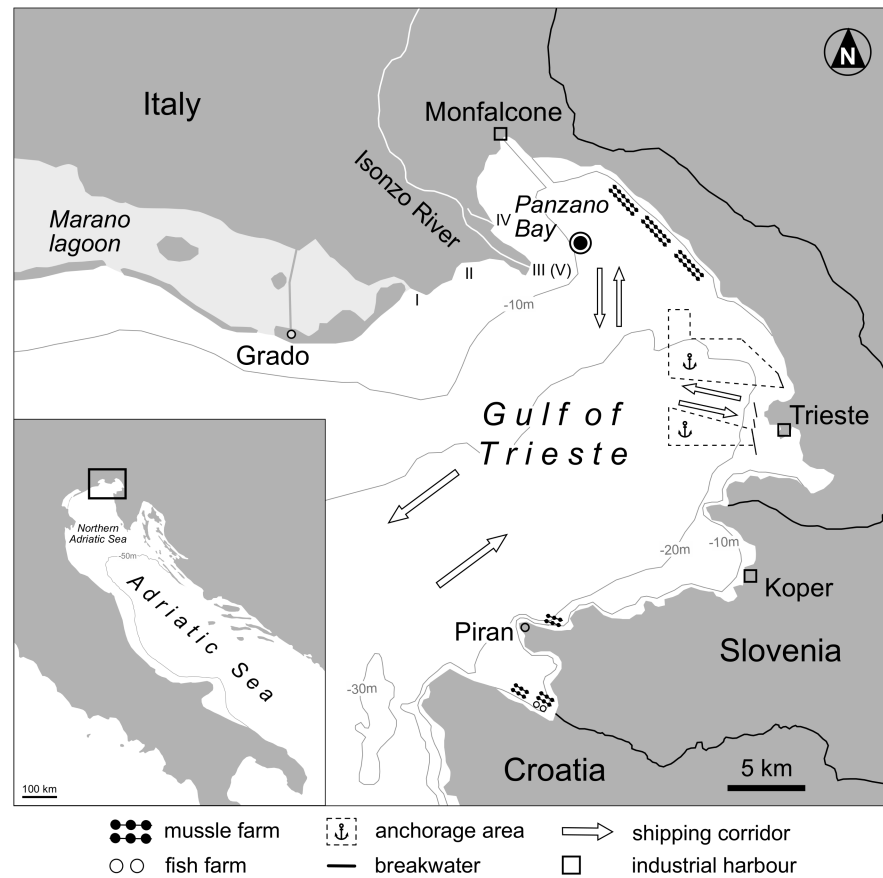 N
Italy
Monfalcone
Isonzo River
IV
Panzano
Bay
Marano
lagoon
III (V)
II
I
-10m
Grado
Gulf of
Trieste
Trieste
Northern
Adriatic Sea
-50m
Adriatic Sea
100 km
-20m
-10m
Koper
Piran
Slovenia
-30m
Croatia
5 km
mussle farm
anchorage area
shipping corridor
fish farm
breakwater
industrial harbour